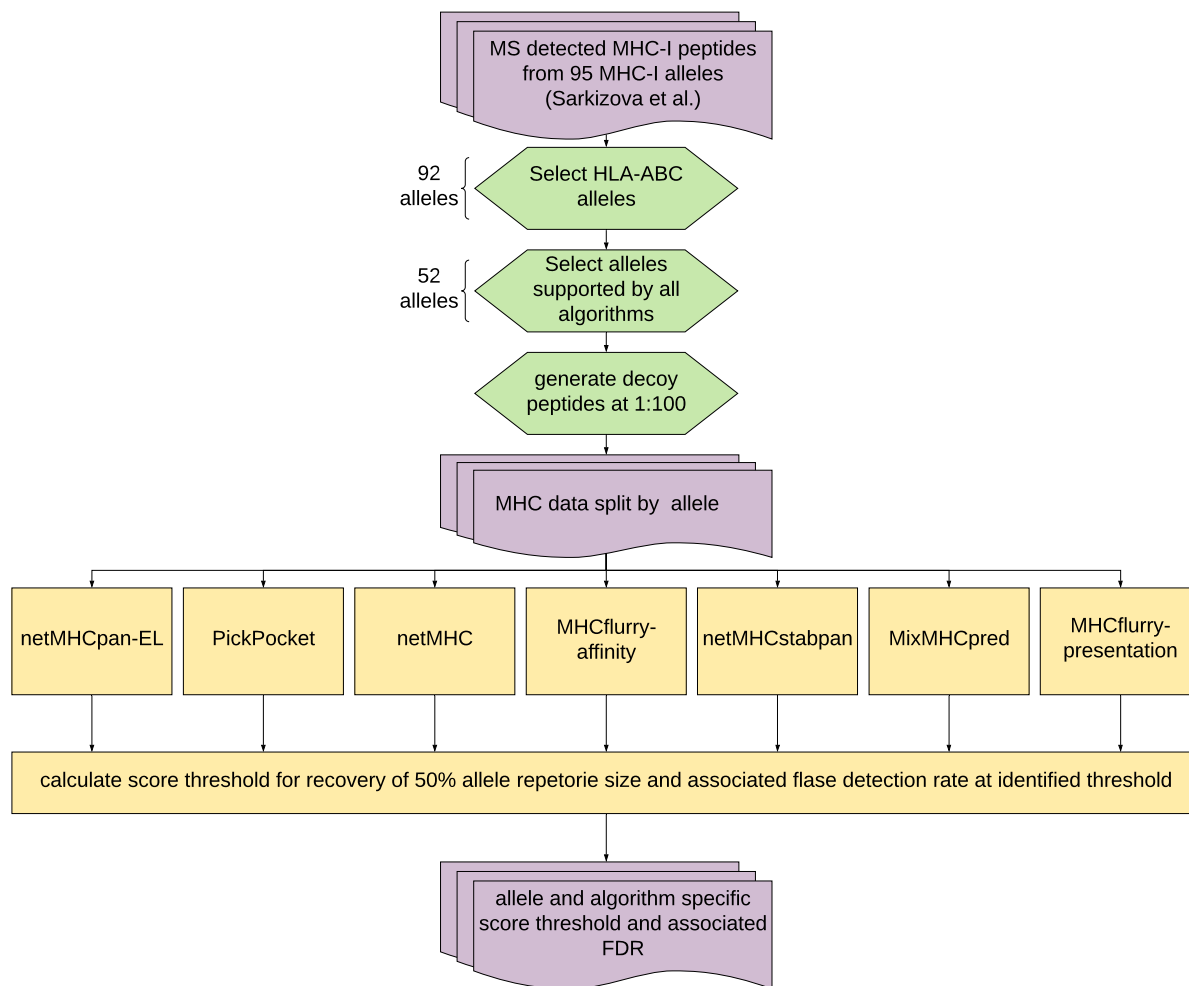 MS detected MHC-I peptides
from 95 MHC-I alleles
(Sarkizova et al.)
92
alleles
Select HLA-ABC
alleles
52
alleles
Select alleles
supported by all
algorithms
generate decoy
peptides at 1:100
MHC data split by allele
netMHCpan-EL
PickPocket
netMHC
MHCflurry-
affinity
netMHCstabpan
MixMHCpred
MHCflurry-
presentation
calculate score threshold for recovery of 50% allele repetorie size and associated flase detection rate at identified threshold
allele and algorithm specific
score threshold and associated
FDR